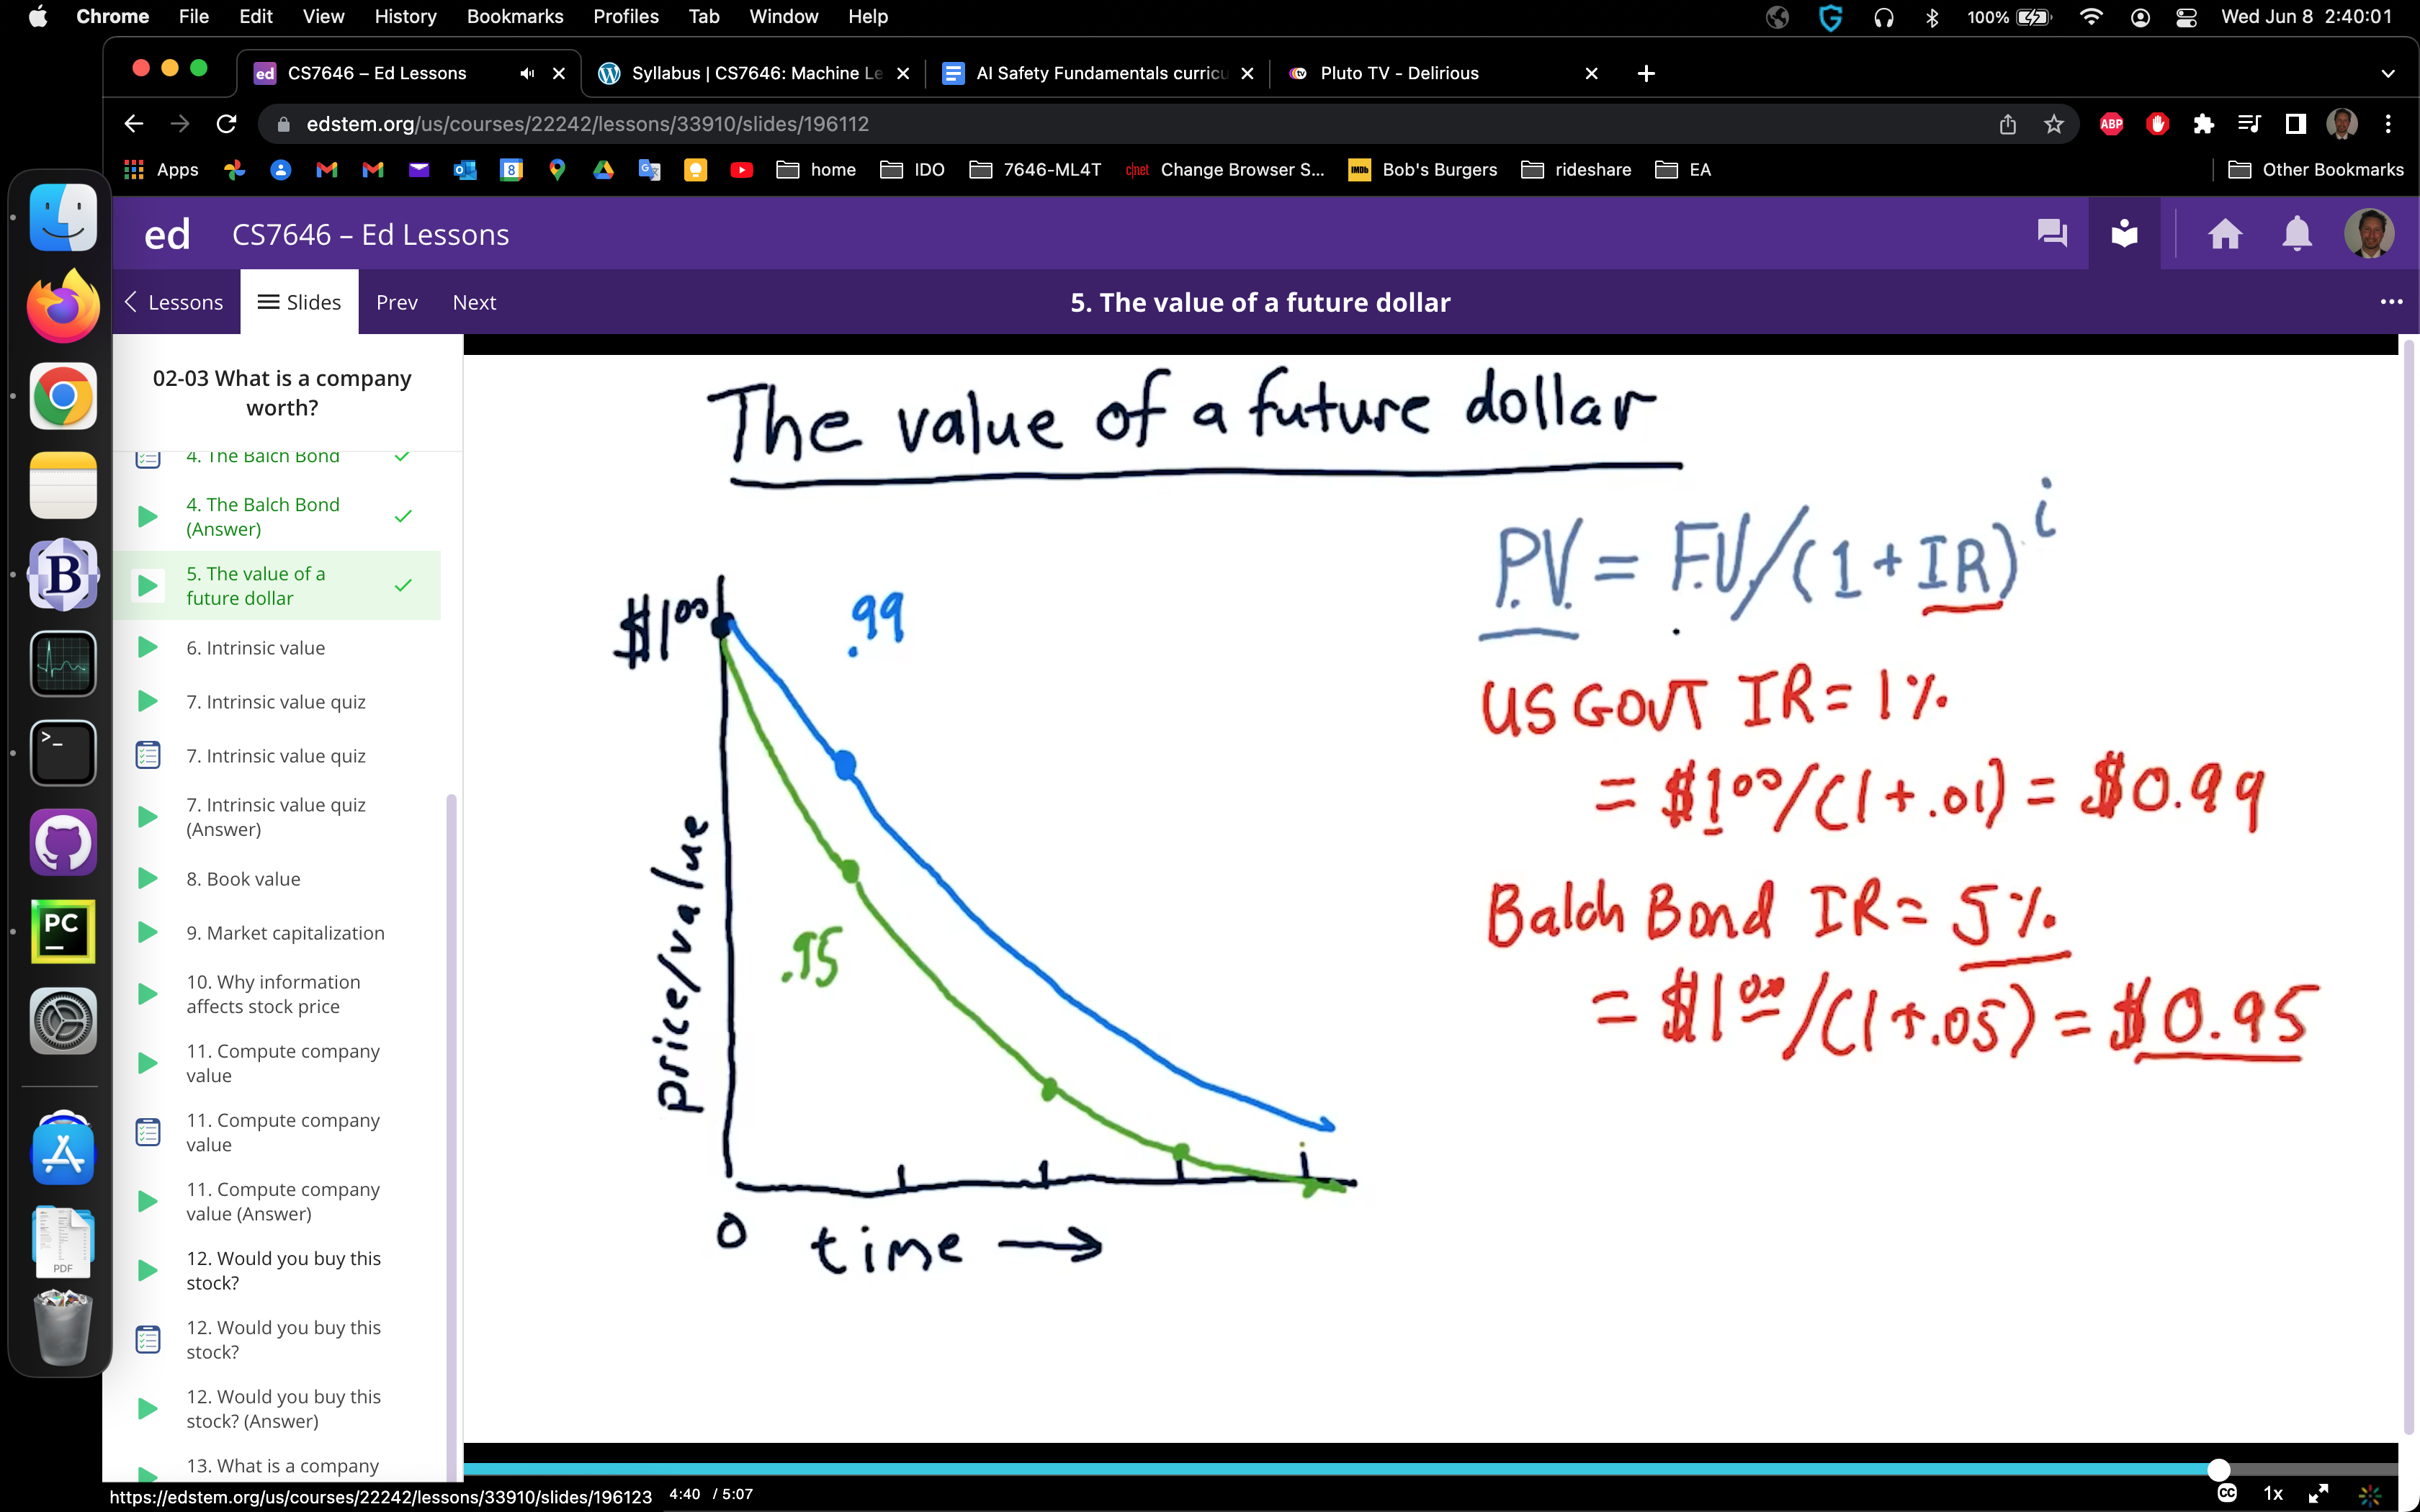 Chrome File Edit View History Bookmarks Profiles Tab Window Help 100% Wed Jun 8 2:40:01
ed CS7646 – Ed Lessons Syllabus | CS7646: Machine Le AI Safety Fundamentals curricu Pluto TV - Delirious
edstem.org/us/courses/22242/lessons/33910/slides/196112 ABP
Apps 8 home IDO 7646-ML4T c|net Change Browser S... IMDb Bob's Burgers rideshare EA Other Bookmarks
ed CS7646 – Ed Lessons
Lessons Slides Prev Next 5. The value of a future dollar
02-03 What is a company
worth?
4. The Balch Bond
4. The Balch Bond
(Answer)
5. The value of a
future dollar
6. Intrinsic value
7. Intrinsic value quiz
7. Intrinsic value quiz
7. Intrinsic value quiz
(Answer)
8. Book value
9. Market capitalization
10. Why information
affects stock price
11. Compute company
value
11. Compute company
value
11. Compute company
value (Answer)
12. Would you buy this
stock?
12. Would you buy this
stock?
12. Would you buy this
stock? (Answer)
13. What is a company
The value of a future dollar
PV = FV/(1 + IR)^i
$1.00
.99
.95
price/value
i
0 time →
US GOVT IR = 1%
= $1.00/(1 + .01) = $0.99
Balch Bond IR = 5%
= $1.00/(1 + .05) = $0.95
B
>_
PC
PDF
https://edstem.org/us/courses/22242/lessons/33910/slides/196123 4:40 / 5:07 CC 1x